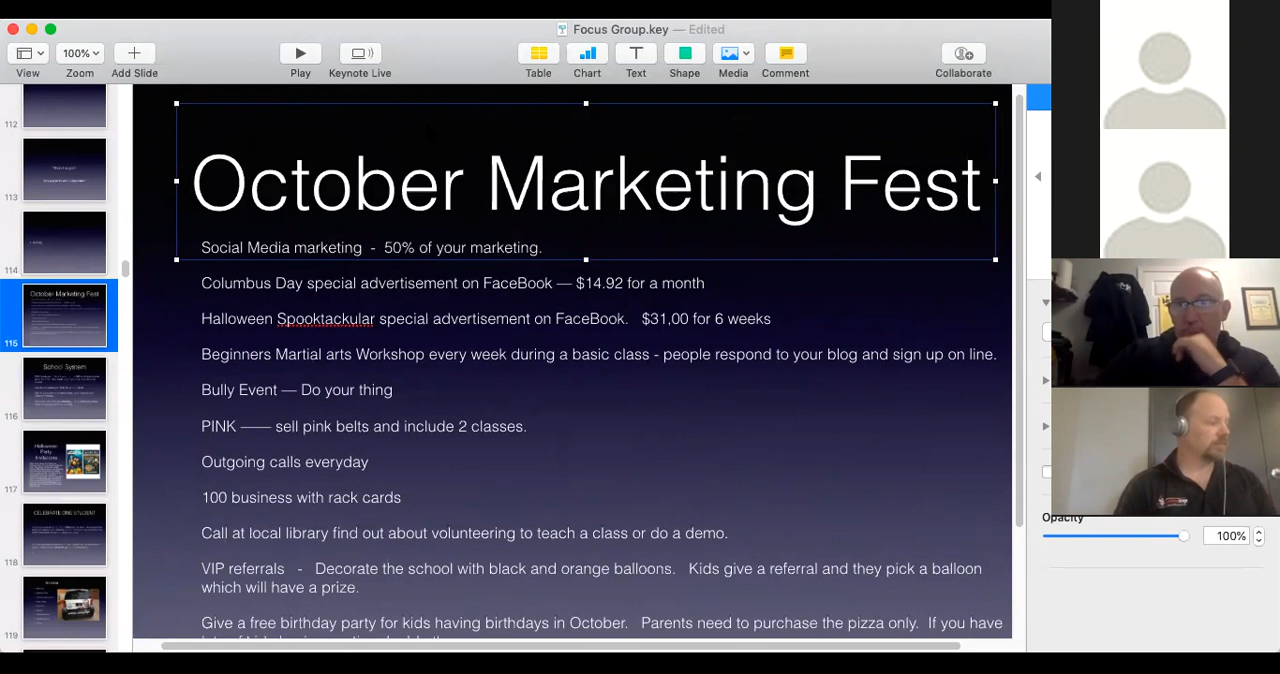 Focus Group.key — Edited
View
100%
Zoom
Add Slide
Play
Keynote Live
Table
Chart
Text
Shape
Media
Comment
Collaborate
112
113
114
October Marketing Fest
115
School System
116
Halloween
Party
Invitations
117
CELEBRATE ONE STUDENT
118
119
October Marketing Fest
Social Media marketing - 50% of your marketing.
Columbus Day special advertisement on FaceBook — $14.92 for a month
Halloween Spooktackular special advertisement on FaceBook. $31,00 for 6 weeks
Beginners Martial arts Workshop every week during a basic class - people respond to your blog and sign up on line.
Bully Event — Do your thing
PINK —— sell pink belts and include 2 classes.
Outgoing calls everyday
100 business with rack cards
Call at local library find out about volunteering to teach a class or do a demo.
VIP referrals - Decorate the school with black and orange balloons. Kids give a referral and they pick a balloon
which will have a prize.
Give a free birthday party for kids having birthdays in October. Parents need to purchase the pizza only. If you have
Opacity
100%